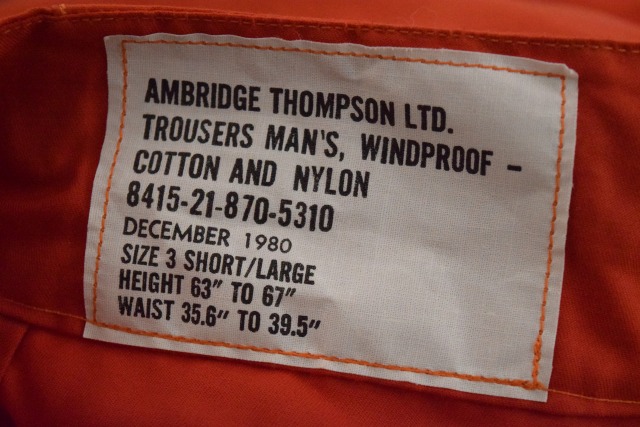 AMBRIDGE THOMPSON LTD.
TROUSERS MAN'S, WINDPROOF –
COTTON AND NYLON
8415-21-870-5310
DECEMBER 1980
SIZE 3 SHORT/LARGE
HEIGHT 63" TO 67"
WAIST 35.6" TO 39.5"